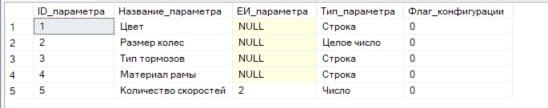 ID_параметра Название_параметра ЕИ_параметра Тип_параметра Флаг_конфигурации
1 1 Цвет NULL Строка 0
2 2 Размер колес NULL Целое число 0
3 3 Тип тормозов NULL Строка 0
4 4 Материал рамы NULL Строка 0
5 5 Количество скоростей 2 Число 0